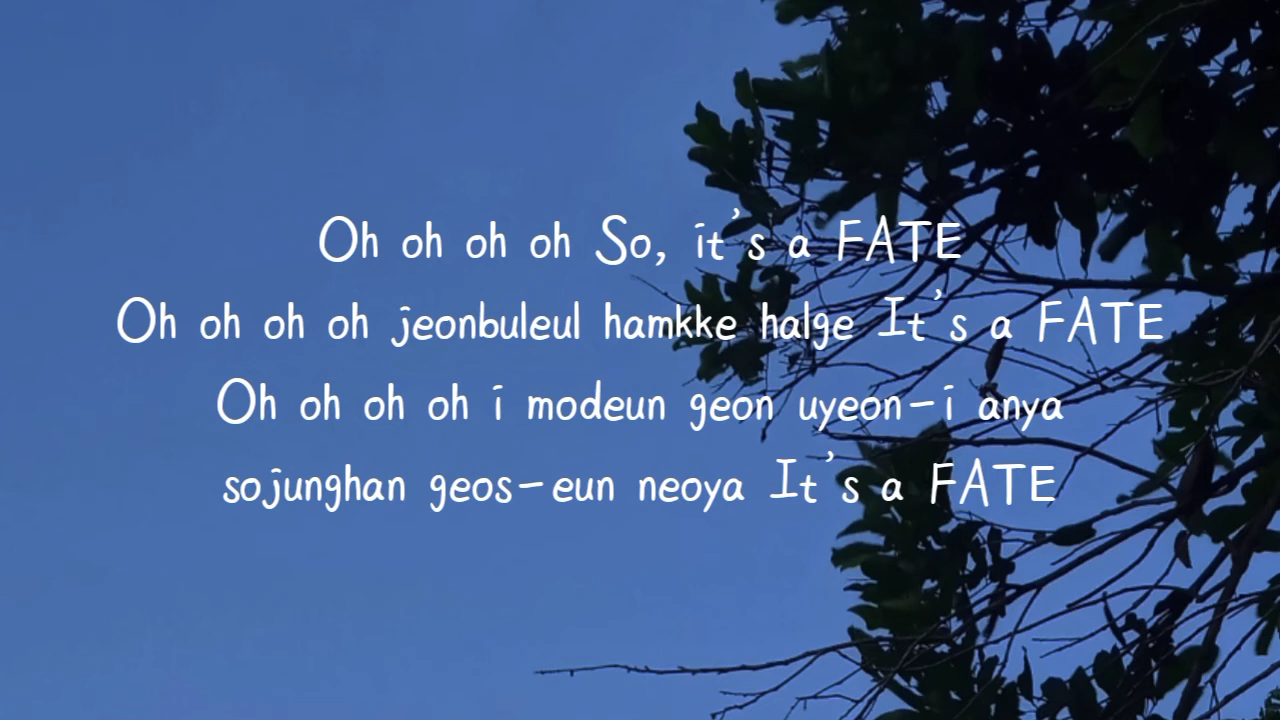 Oh oh oh oh So, it's a FATE
Oh oh oh oh jeonbuleul hamkke halge It's a FATE
Oh oh oh oh i modeun geon uyeon-i anya
sojunghan geos-eun neoya It's a FATE